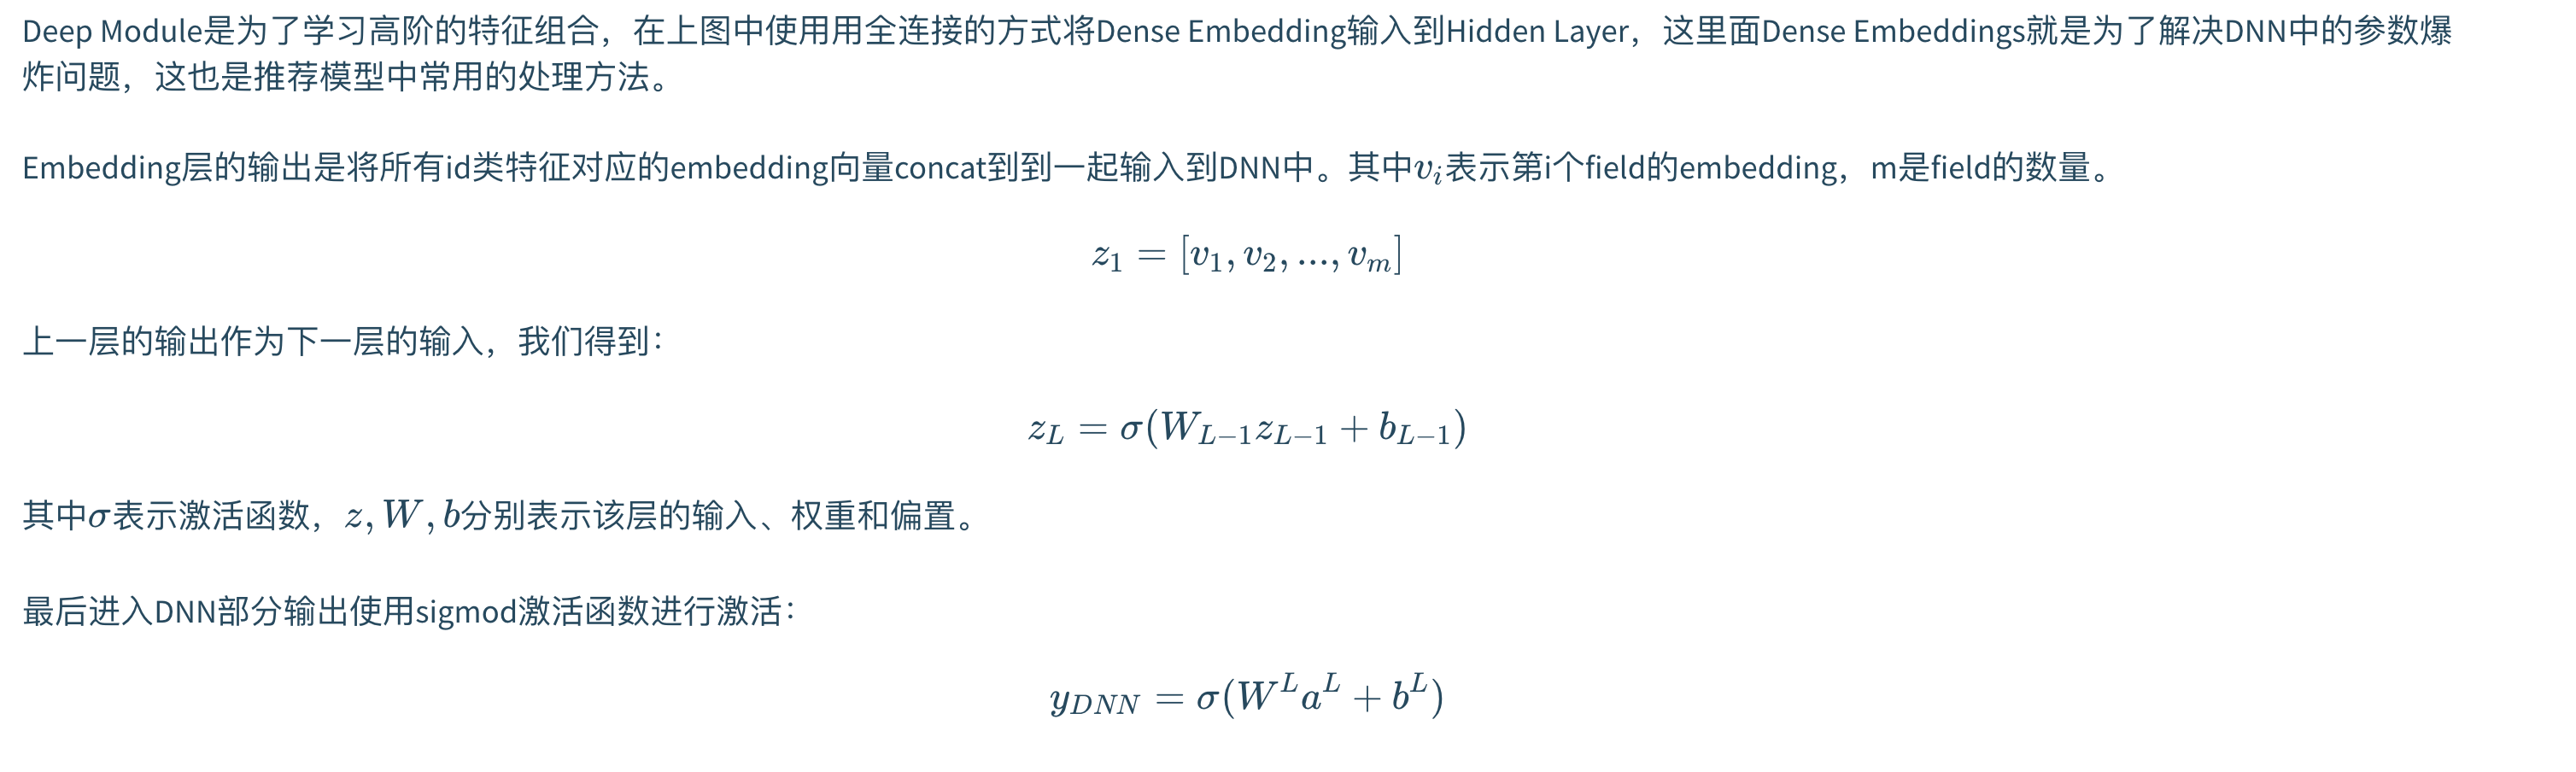 Deep Module是为了学习高阶的特征组合，在上图中使用用全连接的方式将Dense Embedding输入到Hidden Layer，这里面Dense Embeddings就是为了解决DNN中的参数爆
炸问题，这也是推荐模型中常用的处理方法。
Embedding层的输出是将所有id类特征对应的embedding向量concat到到一起输入到DNN中。其中$v_i$表示第i个field的embedding，m是field的数量。
$z_1 = [v_1, v_2, ..., v_m]$
上一层的输出作为下一层的输入，我们得到：
$z_L = \sigma(W_{L-1} z_{L-1} + b_{L-1})$
其中$\sigma$表示激活函数，$z, W, b$分别表示该层的输入、权重和偏置。
最后进入DNN部分输出使用sigmod激活函数进行激活：
$y_{DNN} = \sigma(W^L a^L + b^L)$